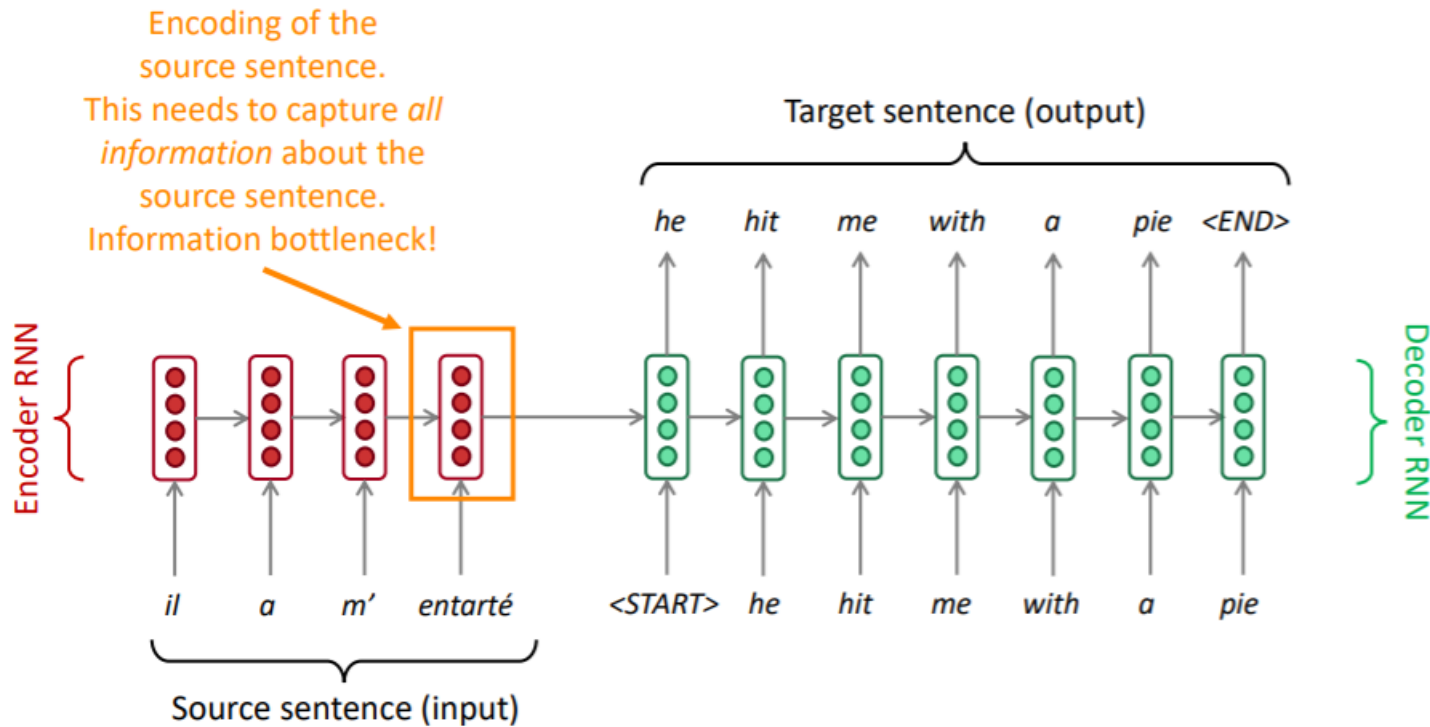 Encoding of the
source sentence.
This needs to capture all
information about the
source sentence.
Information bottleneck!
Target sentence (output)
he hit me with a pie <END>
Encoder RNN
Decoder RNN
il a m’ entarté <START> he hit me with a pie
Source sentence (input)